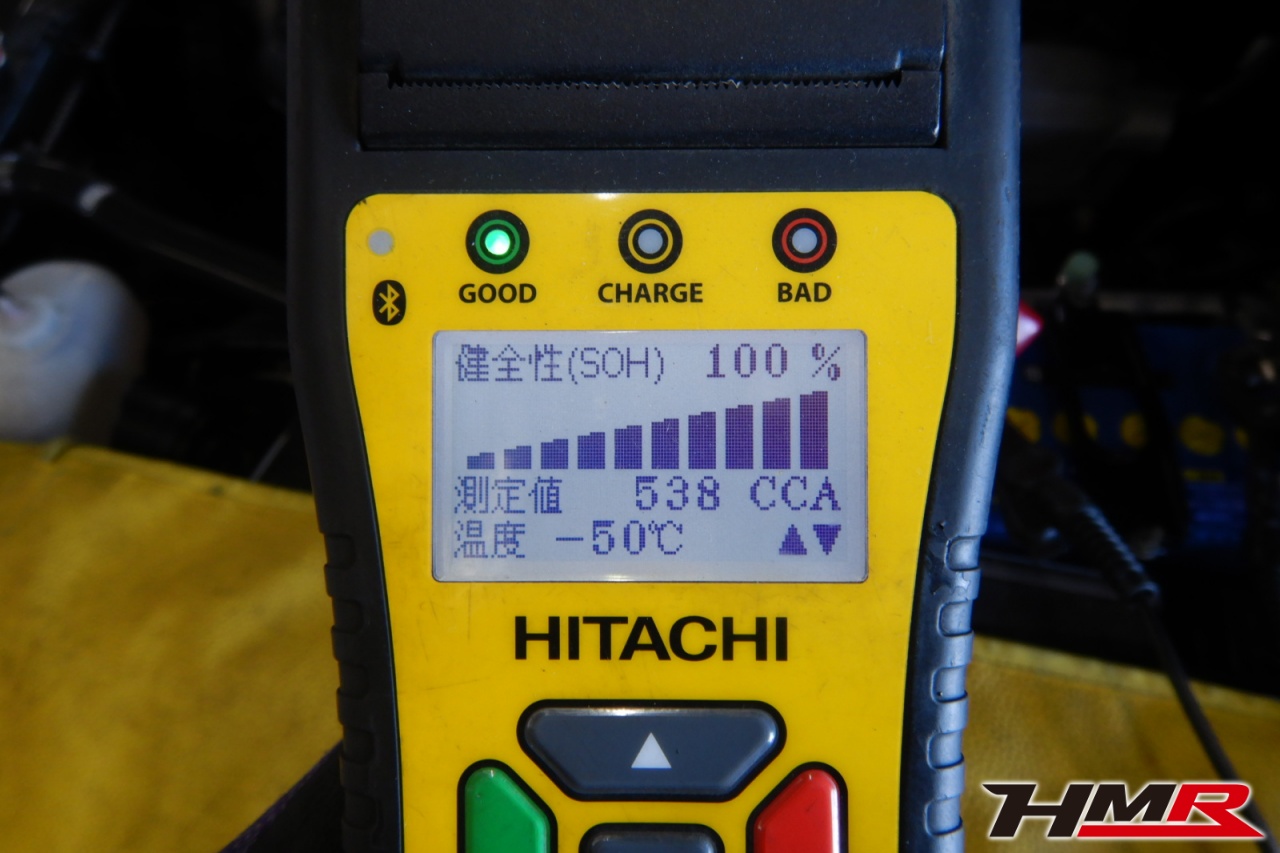 GOOD CHARGE BAD
健全性(SOH) 100 %
測定値 538 CCA
温度 -50℃ ▲▼
HITACHI
HMR